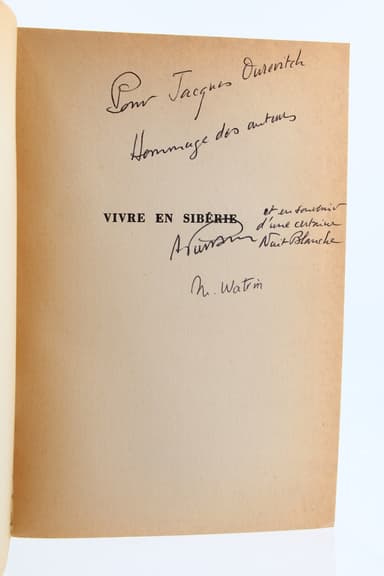 Pour Jacques Ourevitch
Hommage des auteurs
VIVRE EN SIBÉRIE
et en souvenir
d'une certaine
Nuit Blanche
M. Watrin